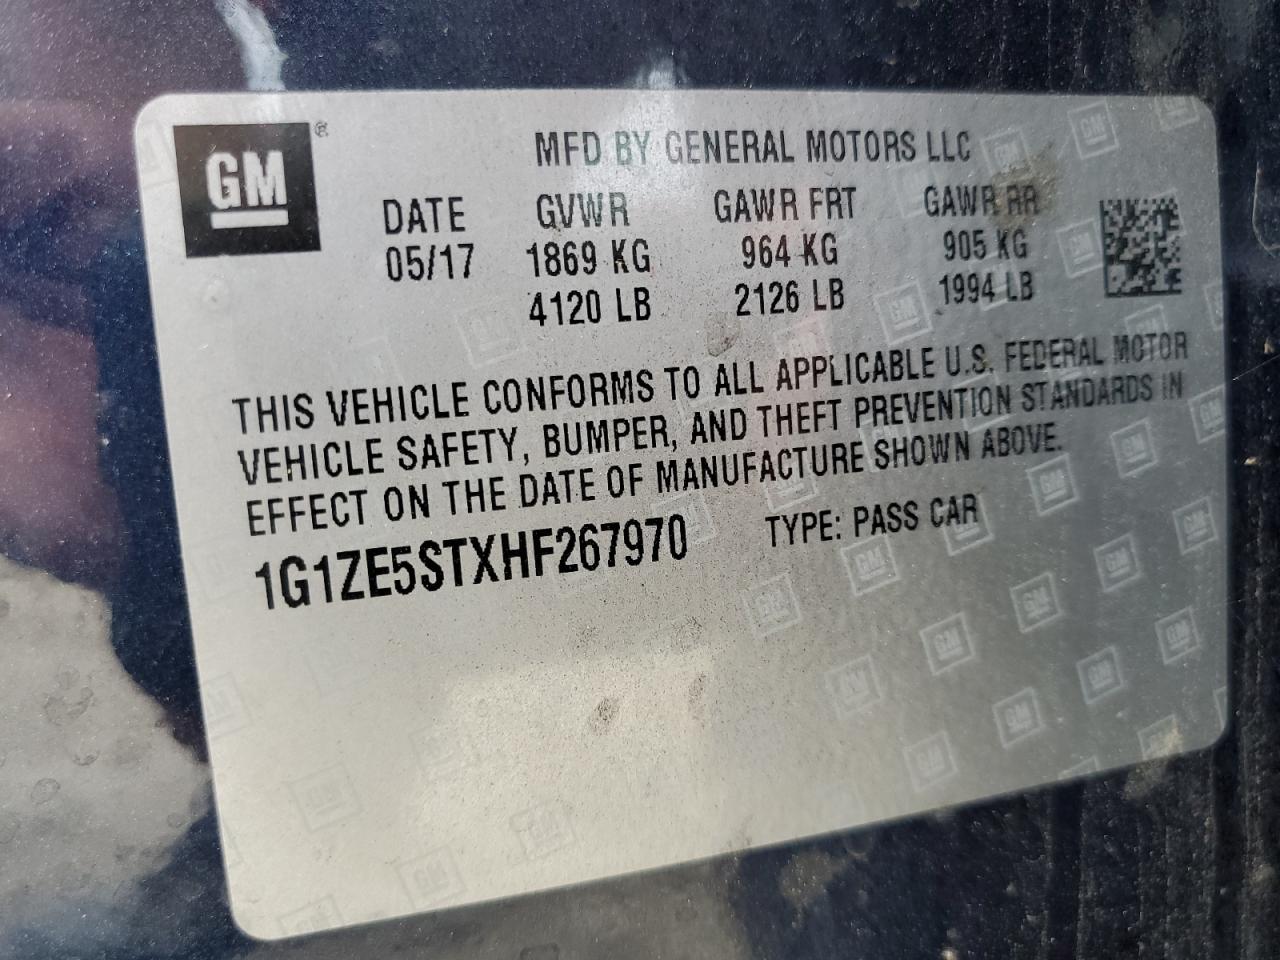 GM®
MFD BY GENERAL MOTORS LLC
DATE GVWR GAWR FRT GAWR RR
05/17 1869 KG 964 KG 905 KG
4120 LB 2126 LB 1994 LB
THIS VEHICLE CONFORMS TO ALL APPLICABLE U.S. FEDERAL MOTOR
VEHICLE SAFETY, BUMPER, AND THEFT PREVENTION STANDARDS IN
EFFECT ON THE DATE OF MANUFACTURE SHOWN ABOVE.
1G1ZE5STXHF267970 TYPE: PASS CAR